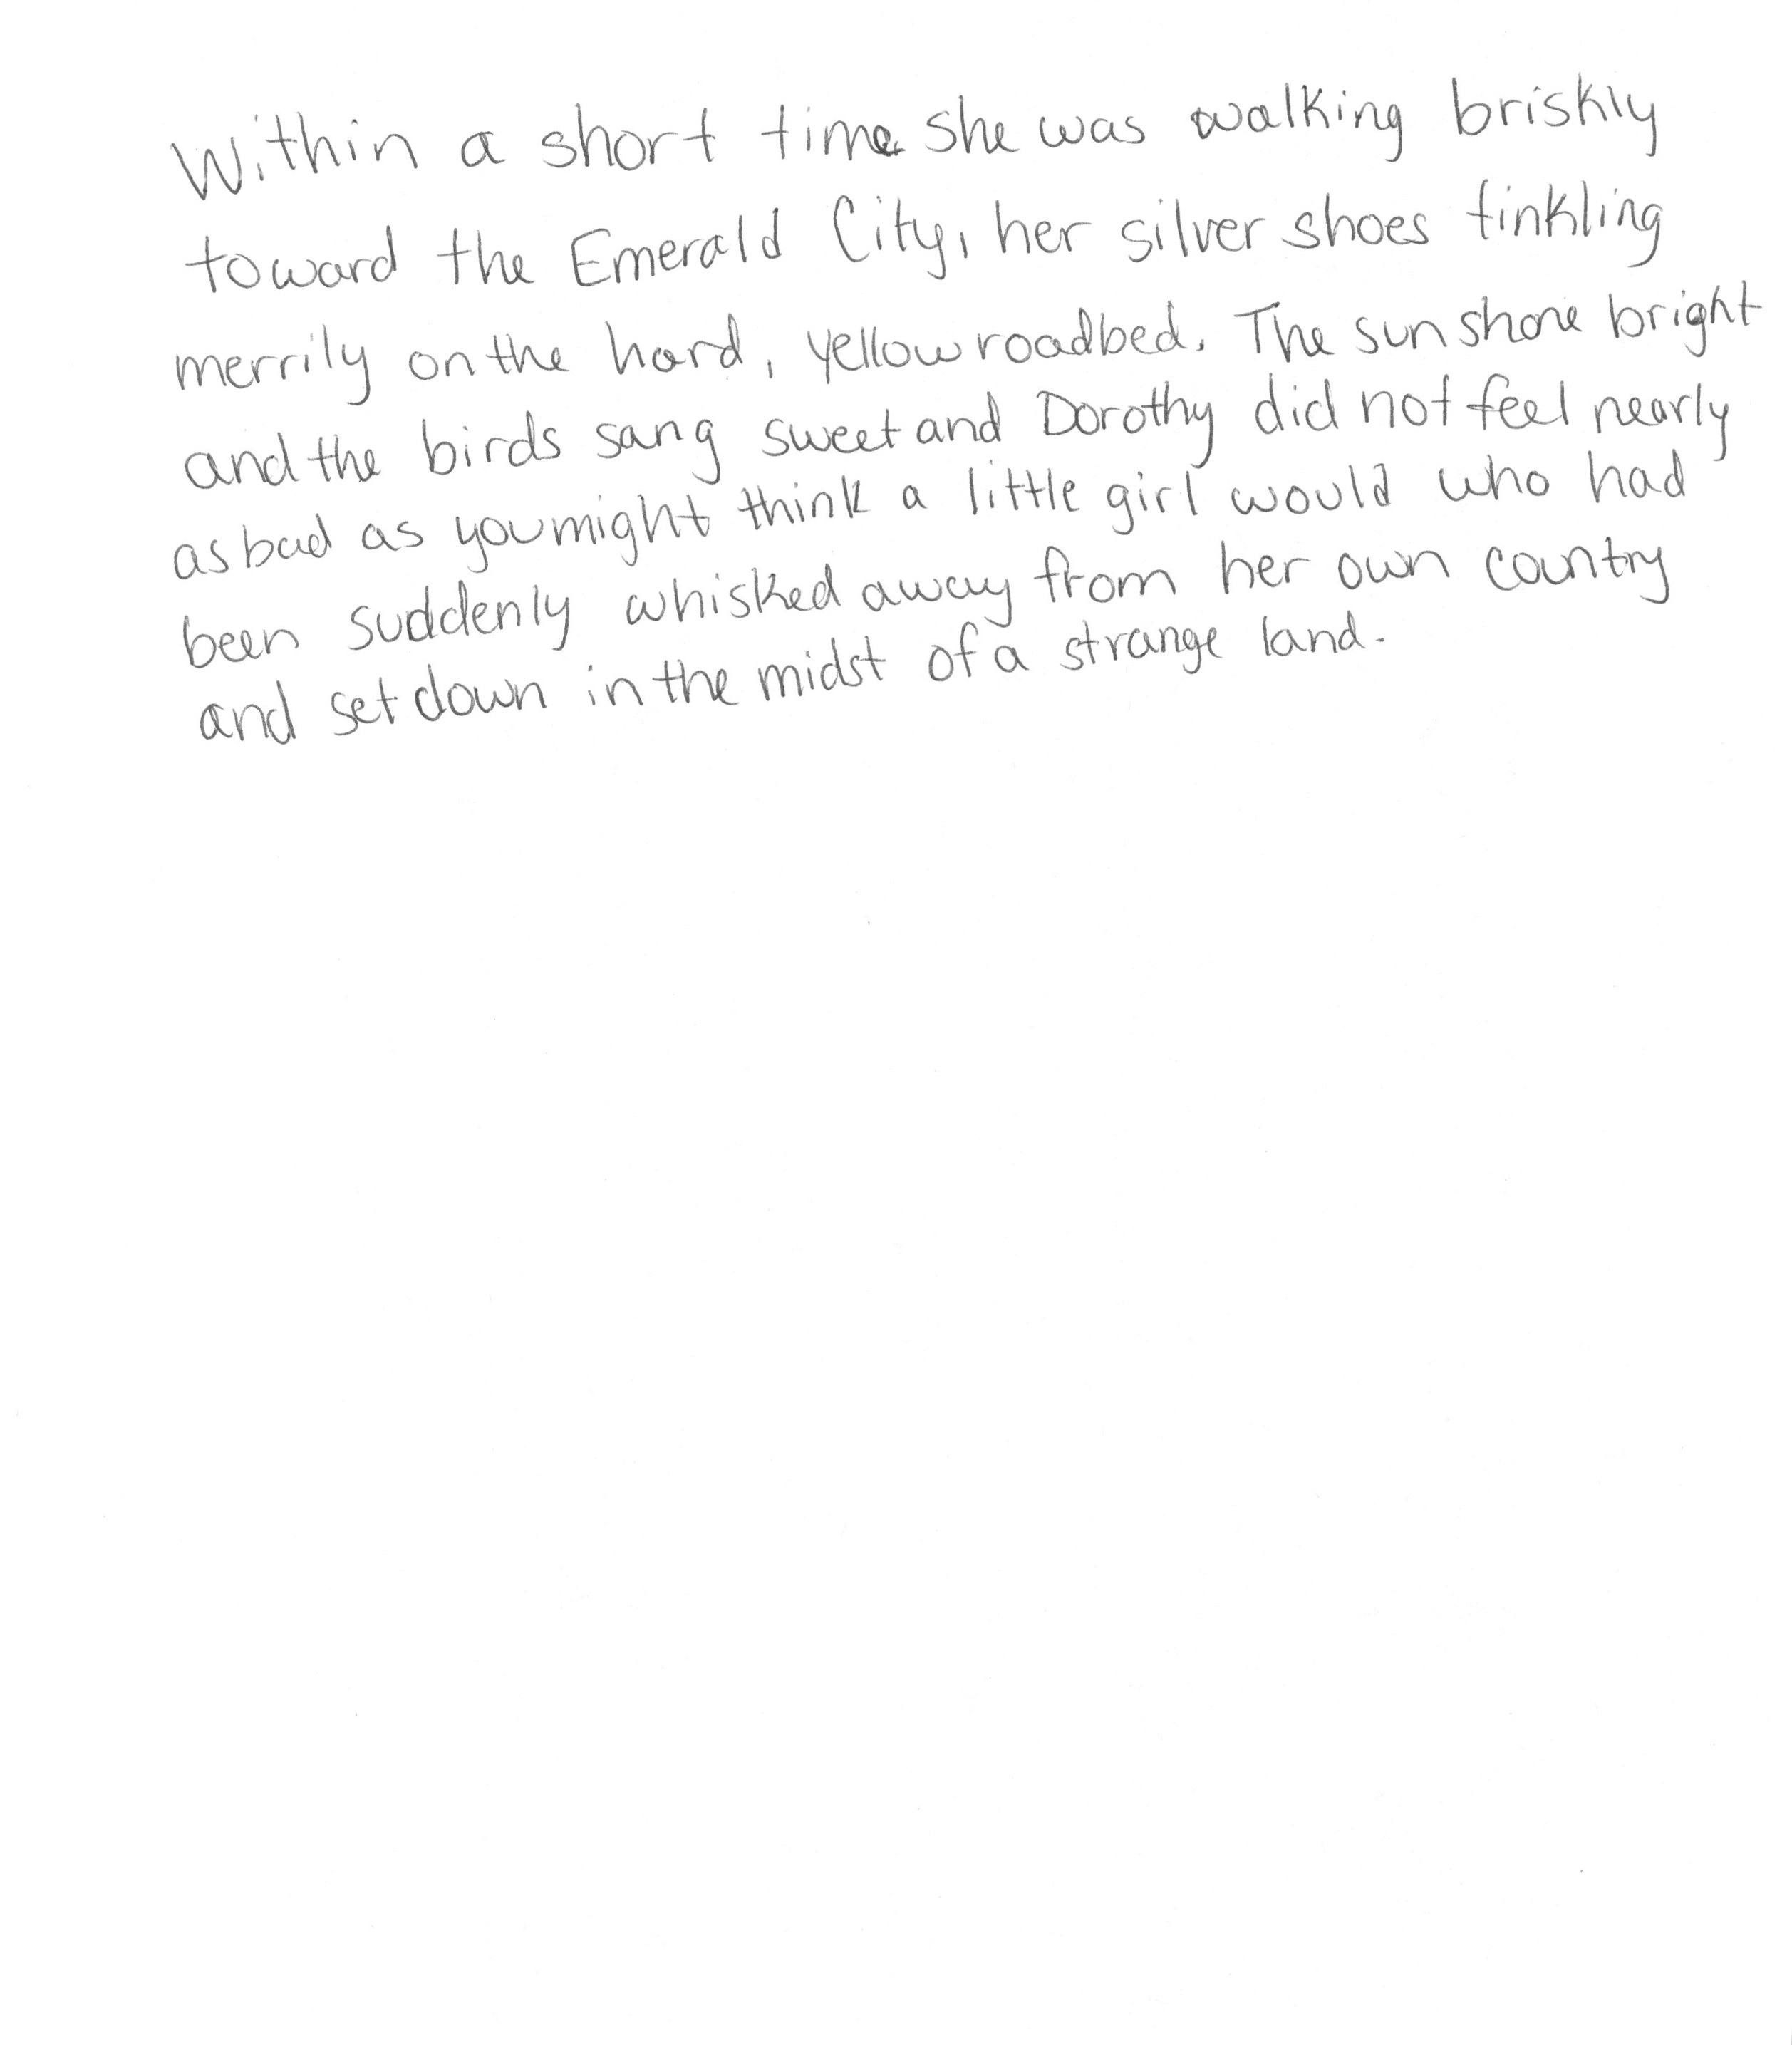 Within a short time she was walking briskly
toward the Emerald City, her silver shoes tinkling
merrily on the hard, yellow roadbed. The sun shone bright
and the birds sang sweet and Dorothy did not feel nearly
as bad as you might think a little girl would who had
been suddenly whisked away from her own country
and set down in the midst of a strange land.